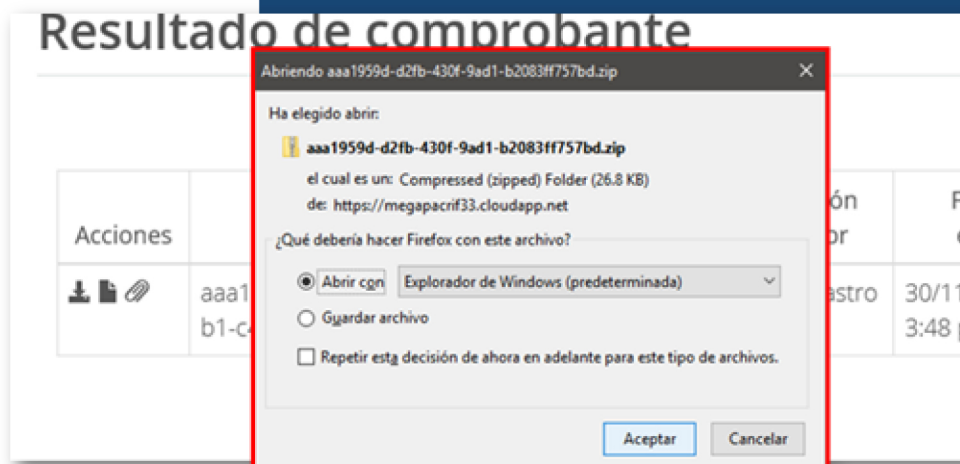 Resultado de comprobante
Abriendo aaa1959d-d2fb-430f-9ad1-b2083ff757bd.zip
Ha elegido abrir:
aaa1959d-d2fb-430f-9ad1-b2083ff757bd.zip
el cual es un: Compressed (zipped) Folder (26.8 KB)
de: https://megapacrif33.cloudapp.net
¿Qué debería hacer Firefox con este archivo?
Abrir con Explorador de Windows (predeterminada)
Guardar archivo
Repetir esta decisión de ahora en adelante para este tipo de archivos.
Aceptar Cancelar
Acciones
aaa1
b1-c4
ón
or
astro
30/11
3:48